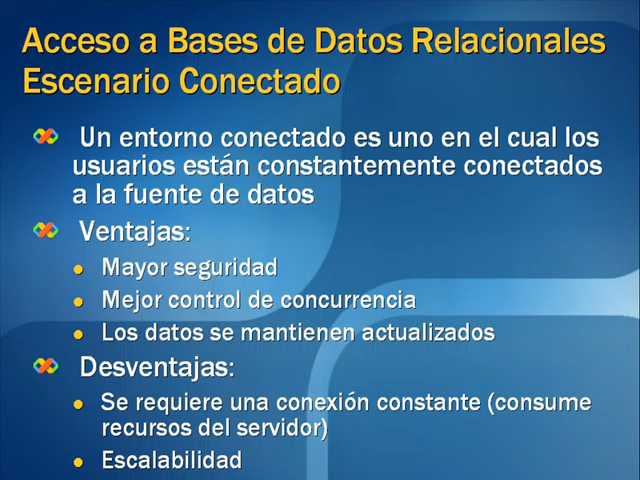 Acceso a Bases de Datos Relacionales
Escenario Conectado
Un entorno conectado es uno en el cual los
usuarios están constantemente conectados
a la fuente de datos
Ventajas:
Mayor seguridad
Mejor control de concurrencia
Los datos se mantienen actualizados
Desventajas:
Se requiere una conexión constante (consume
recursos del servidor)
Escalabilidad